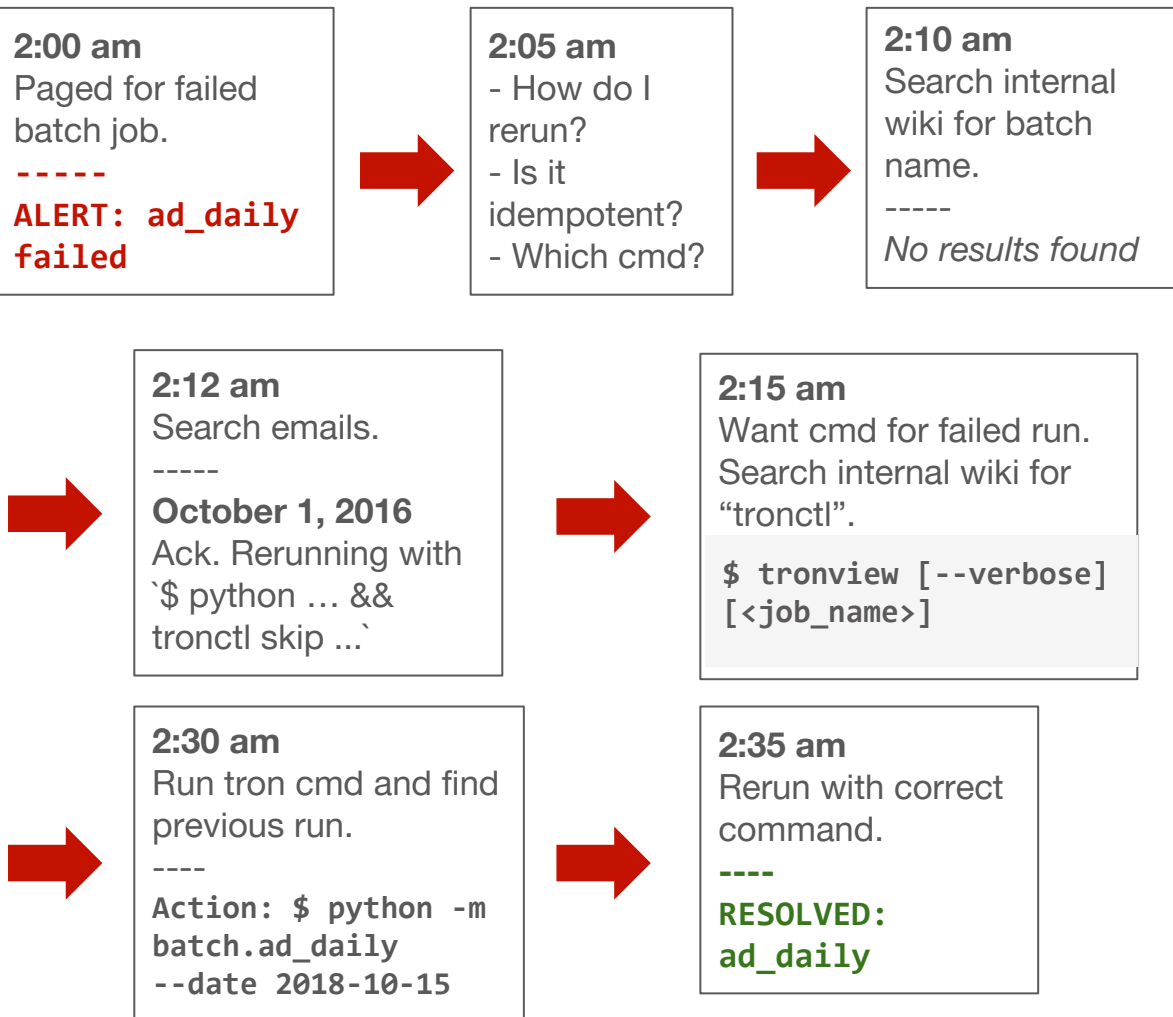 2:00 am
Paged for failed
batch job.
-----
ALERT: ad_daily
failed
2:05 am
- How do I
rerun?
- Is it
idempotent?
- Which cmd?
2:10 am
Search internal
wiki for batch
name.
-----
No results found
2:12 am
Search emails.
-----
October 1, 2016
Ack. Rerunning with
`$ python … &&
tronctl skip ...`
2:15 am
Want cmd for failed run.
Search internal wiki for
“tronctl”.
$ tronview [--verbose]
[<job_name>]
2:30 am
Run tron cmd and find
previous run.
----
Action: $ python -m
batch.ad_daily
--date 2018-10-15
2:35 am
Rerun with correct
command.
----
RESOLVED:
ad_daily